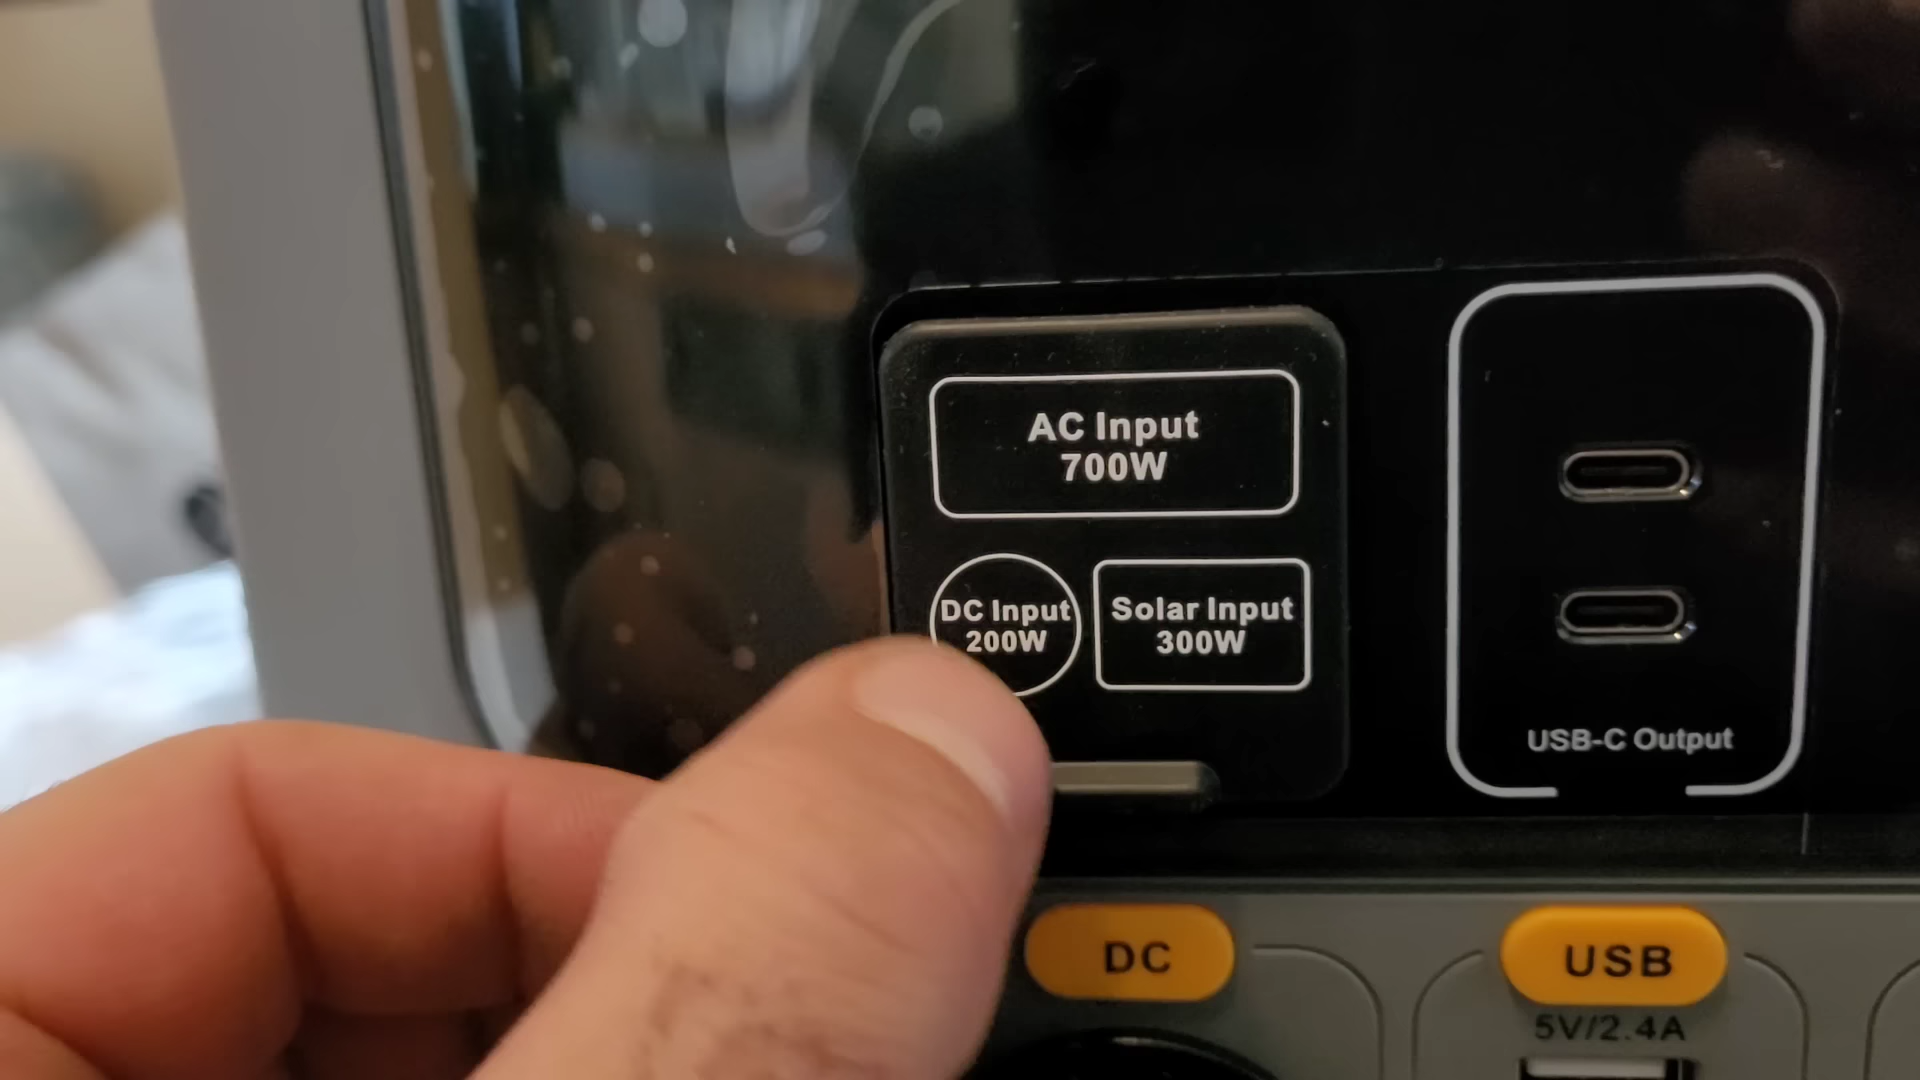 AC Input
700W
DC Input
200W
Solar Input
300W
USB-C Output
DC
USB
5V/2.4A